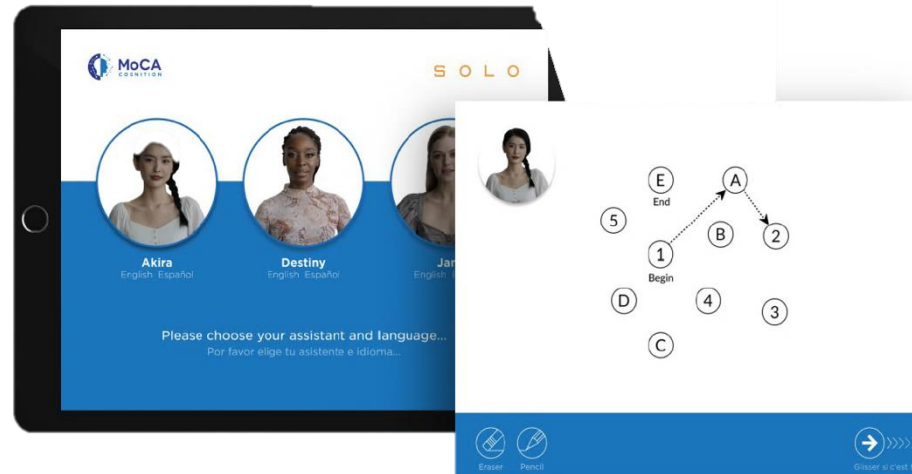 MoCA
COGNITION
SOLO
Akira
English Español
Destiny
English Español
English
Please choose your assistant and language...
Por favor elige tu asistente e idioma...
E
End
A
5
B
2
1
Begin
D
4
3
C
Eraser
Pencil
Glisser si c'est